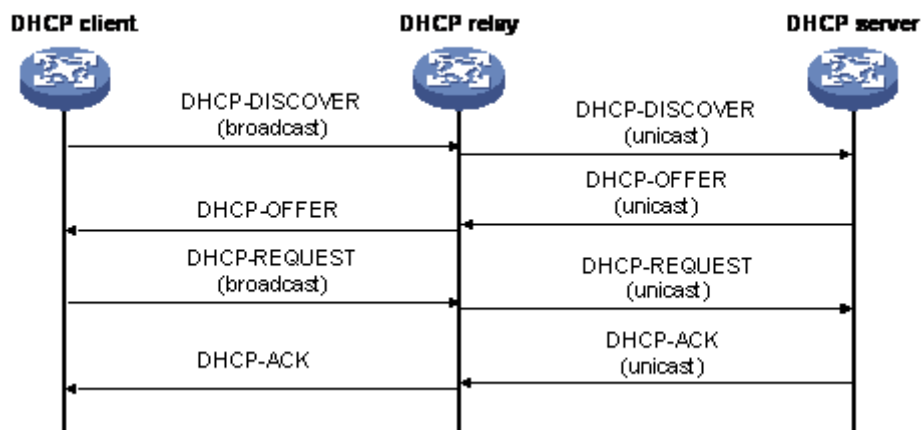 DHCP client
DHCP relay
DHCP server
DHCP-DISCOVER
(broadcast)
DHCP-DISCOVER
(unicast)
DHCP-OFFER
(unicast)
DHCP-OFFER
DHCP-REQUEST
(broadcast)
DHCP-REQUEST
(unicast)
DHCP-ACK
(unicast)
DHCP-ACK